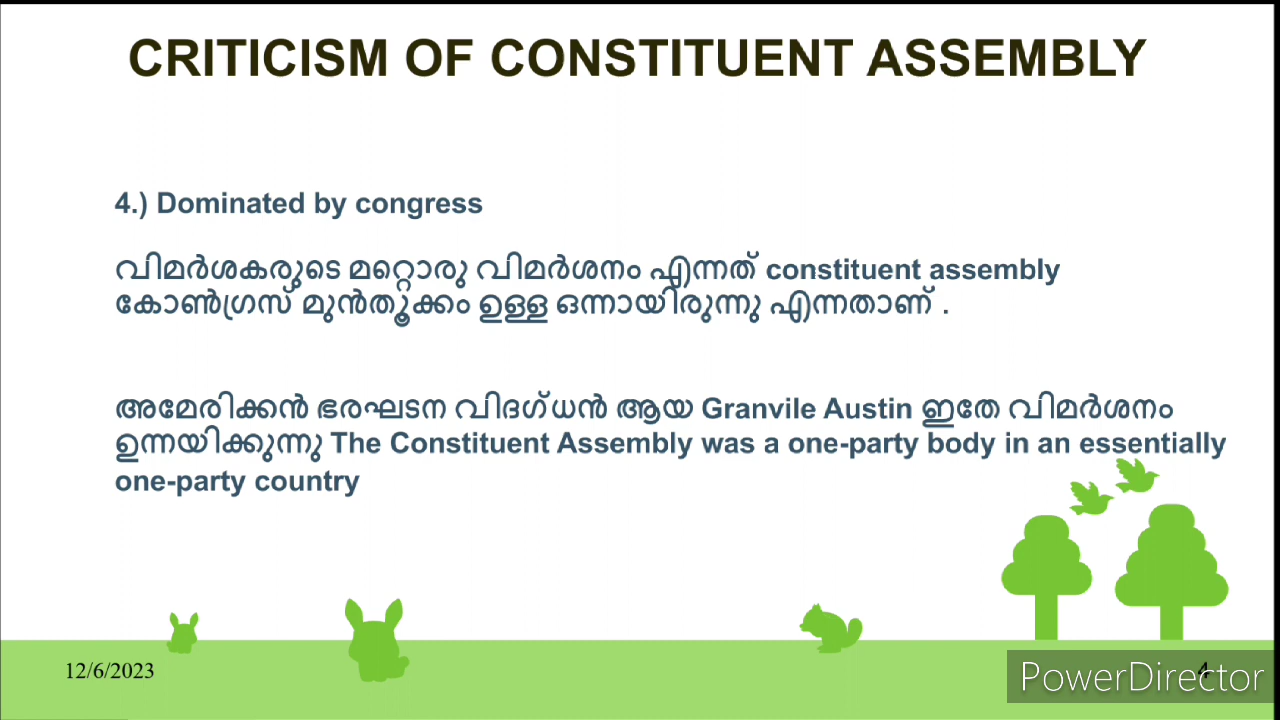 CRITICISM OF CONSTITUENT ASSEMBLY
4.) Dominated by congress
വിമർശകരുടെ മറ്റൊരു വിമർശനം എന്നത് constituent assembly
കോൺഗ്രസ് മുൻതൂക്കം ഉള്ള ഒന്നായിരുന്നു എന്നതാണ് .
അമേരിക്കൻ ഭരഘടന വിദഗ്ധൻ ആയ Granvile Austin ഇതേ വിമർശനം
ഉന്നയിക്കുന്നു The Constituent Assembly was a one-party body in an essentially
one-party country
12/6/2023
4
PowerDirector